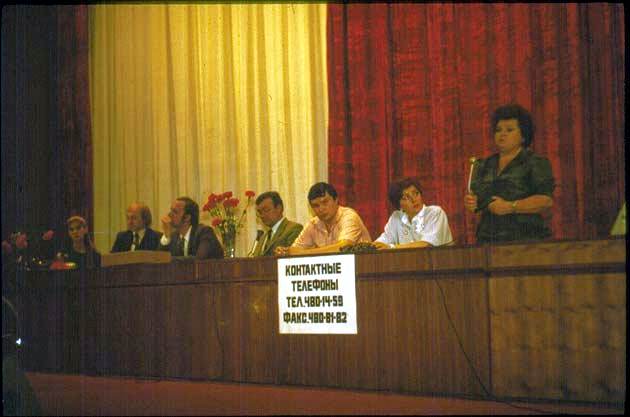 КОНТАКТНЫЕ
ТЕЛЕФОНЫ
ТЕЛ.480-14-59
ФАКС.480-81-82